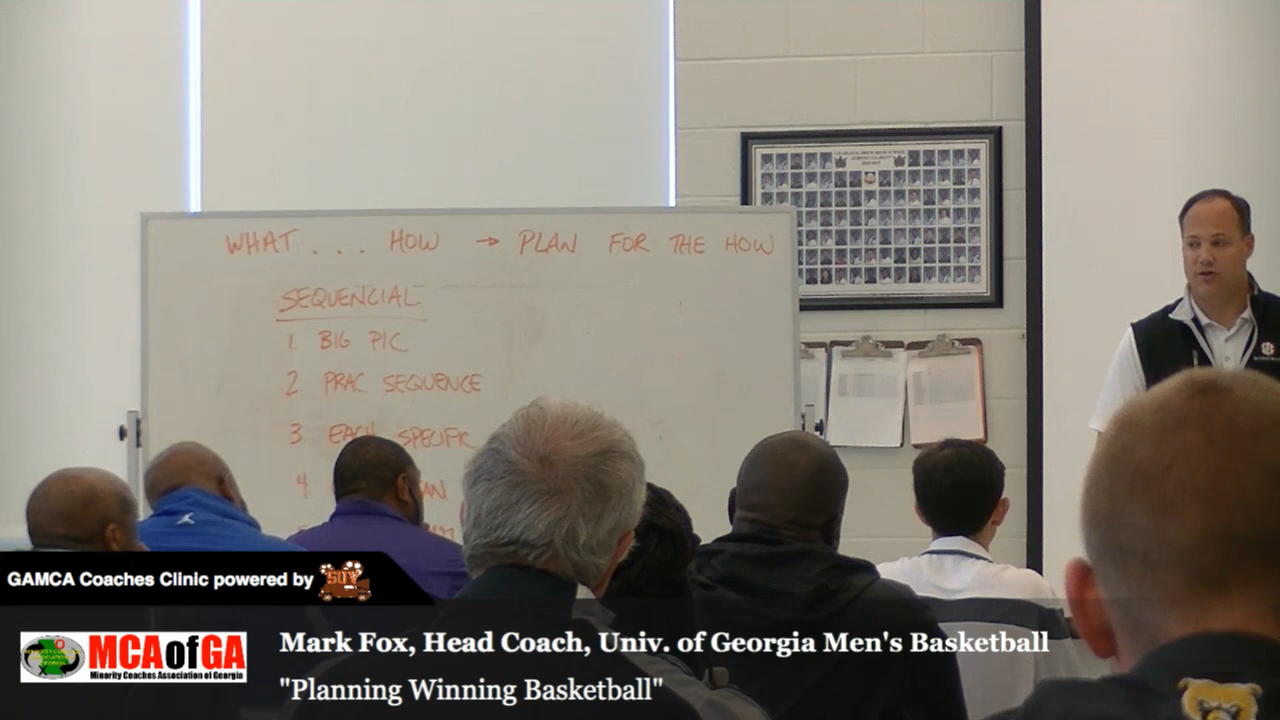 WHAT . . . HOW → PLAN FOR THE HOW
SEQUENCIAL
1. BIG PIC
2. PRAC SEQUENCE
3. EACH SPECIFIC
4.
GAMCA Coaches Clinic powered by
MCAofGA
Minority Coaches Association of Georgia
Mark Fox, Head Coach, Univ. of Georgia Men's Basketball
"Planning Winning Basketball"